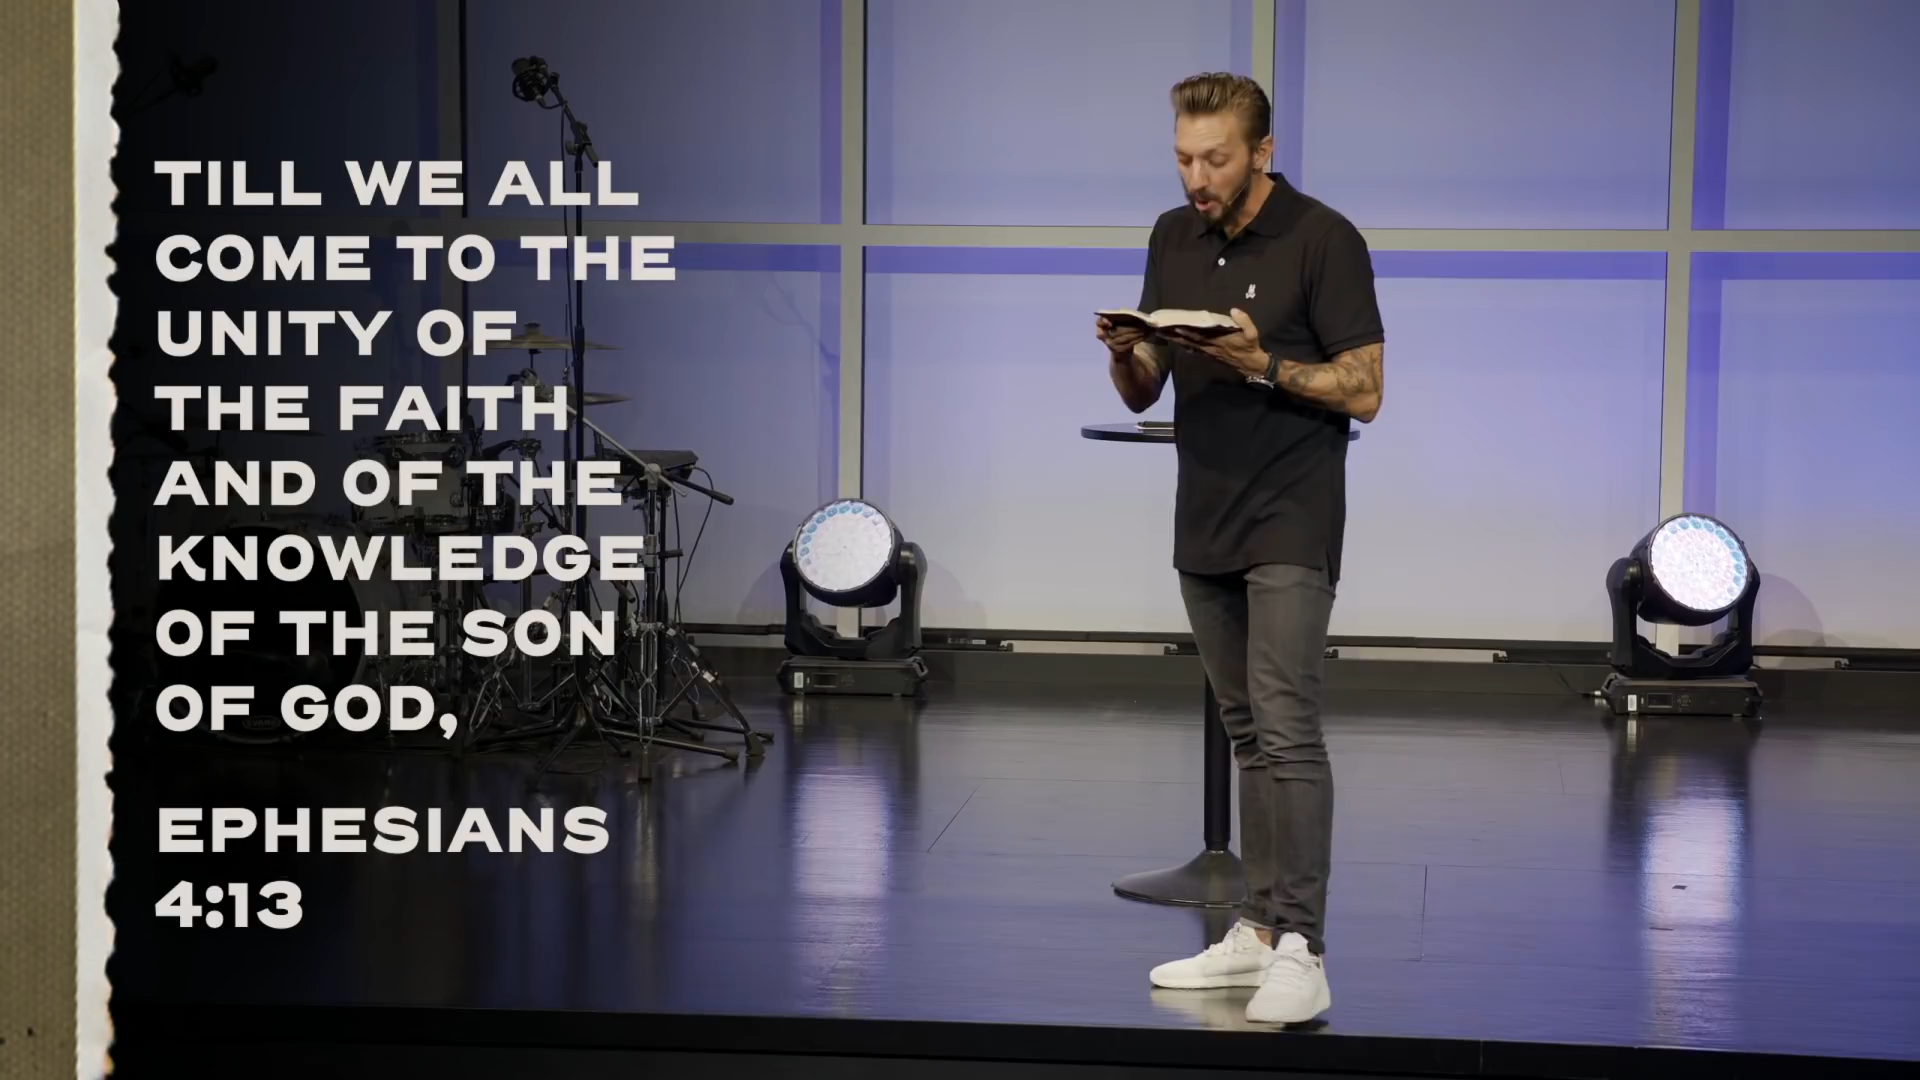 TILL WE ALL
COME TO THE
UNITY OF
THE FAITH
AND OF THE
KNOWLEDGE
OF THE SON
OF GOD,
EPHESIANS
4:13